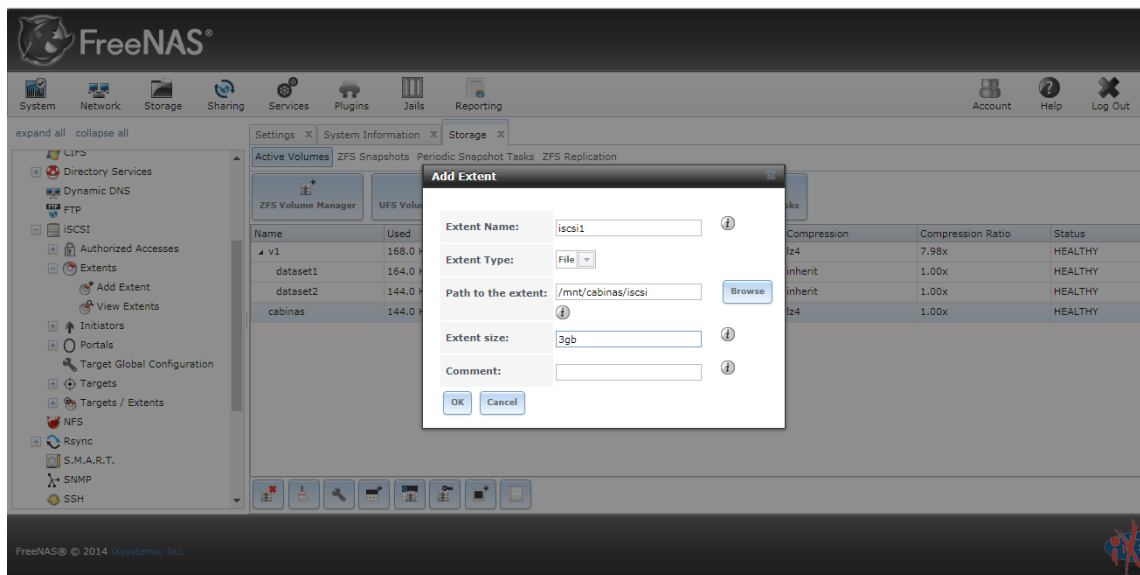 FreeNAS®
System Network Storage Sharing Services Plugins Jails Reporting Account Help Log Out
expand all collapse all
Settings X System Information X Storage X
CIFS
Directory Services
Dynamic DNS
FTP
iSCSI
Authorized Accesses
Extents
Add Extent
View Extents
Initiators
Portals
Target Global Configuration
Targets
Targets / Extents
NFS
Rsync
S.M.A.R.T.
SNMP
SSH
Active Volumes ZFS Snapshots Periodic Snapshot Tasks ZFS Replication
ZFS Volume Manager UFS Volu
Name Used Compression Compression Ratio Status
v1 168.0 lz4 7.98x HEALTHY
dataset1 164.0 inherit 1.00x HEALTHY
dataset2 144.0 inherit 1.00x HEALTHY
cabinas 144.0 lz4 1.00x HEALTHY
Add Extent
Extent Name: iscsi1
Extent Type: File
Path to the extent: /mnt/cabinas/iscsi Browse
Extent size: 3gb
Comment:
OK Cancel
FreeNAS® © 2014 iXsystems, Inc.